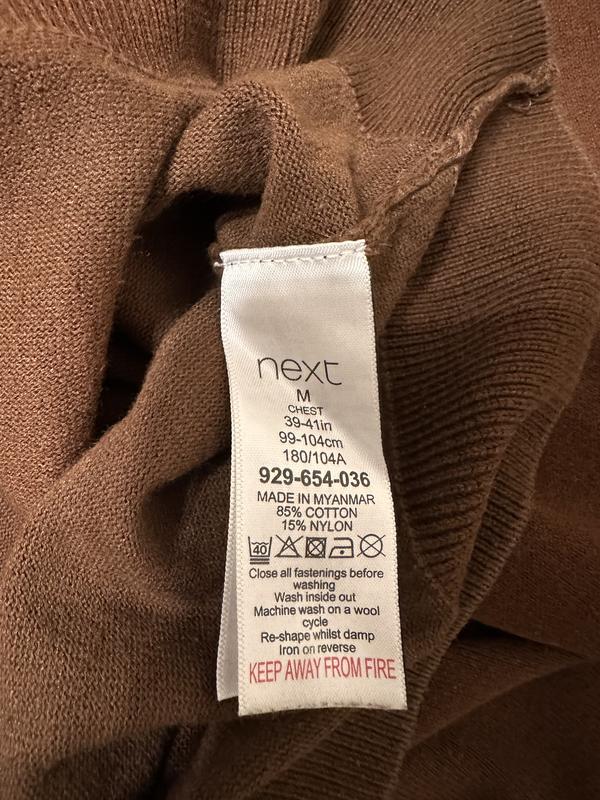 next
M
CHEST
39-41in
99-104cm
180/104A
929-654-036
MADE IN MYANMAR
85% COTTON
15% NYLON
40
Close all fastenings before
washing
Wash inside out
Machine wash on a wool
cycle
Re-shape whilst damp
Iron on reverse
KEEP AWAY FROM FIRE